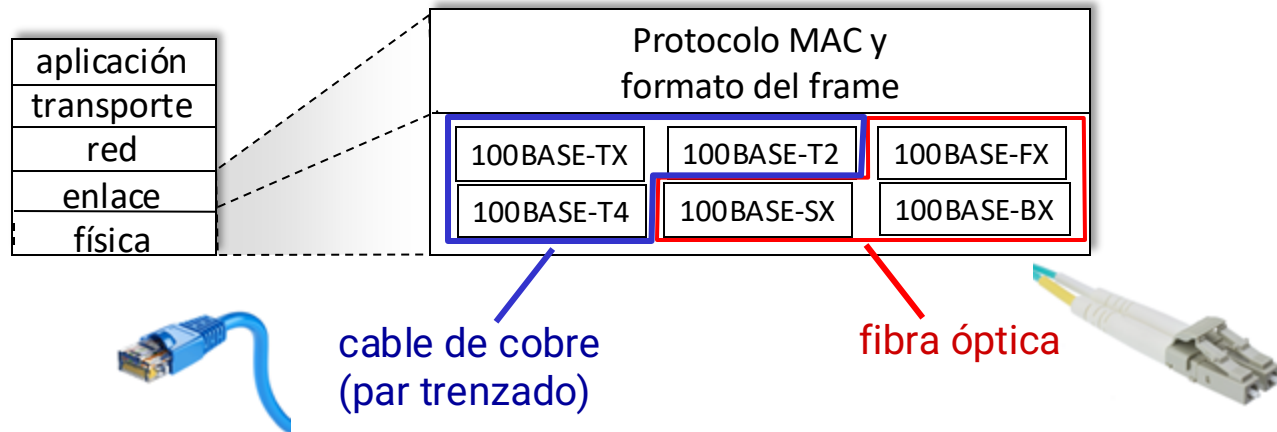 aplicación
transporte
red
enlace
física
Protocolo MAC y
formato del frame
100BASE-TX
100BASE-T2
100BASE-FX
100BASE-T4
100BASE-SX
100BASE-BX
cable de cobre
(par trenzado)
fibra óptica